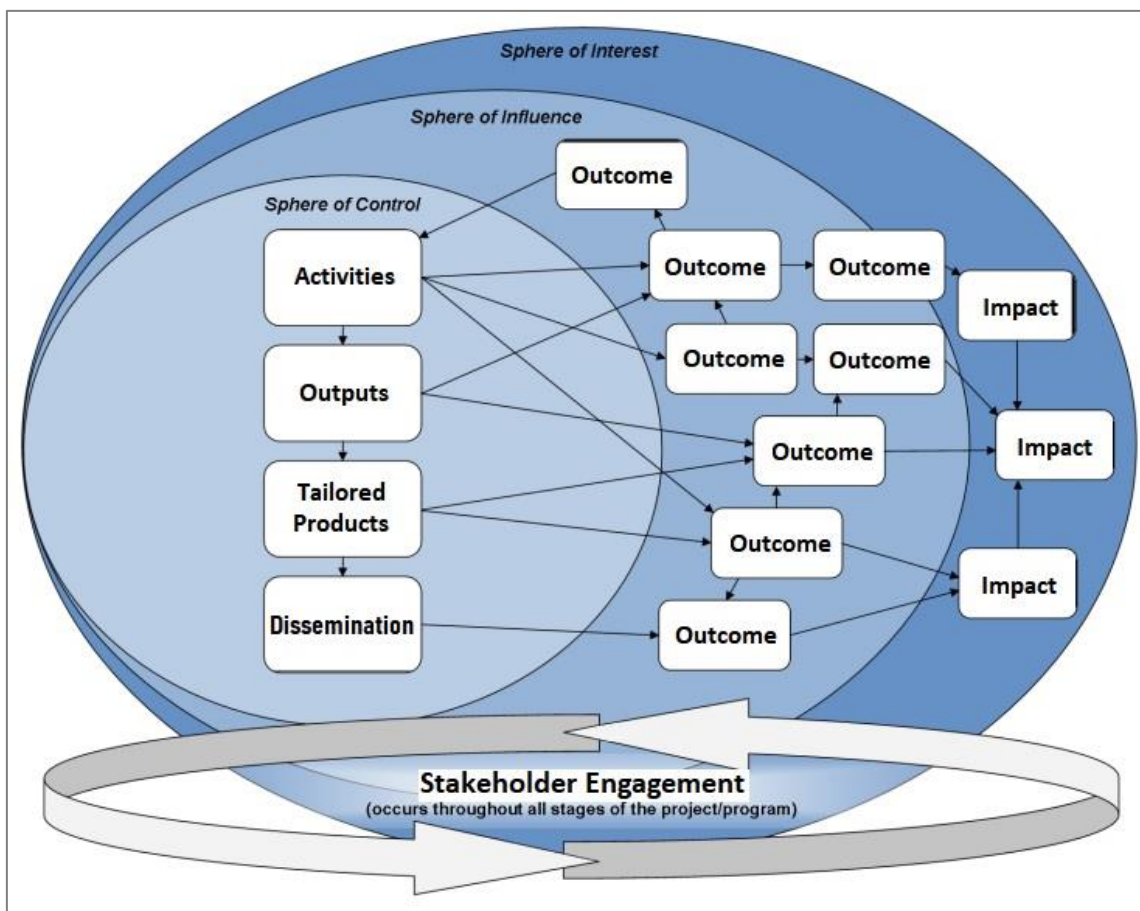 Sphere of Interest
Sphere of Influence
Outcome
Sphere of Control
Activities
Outcome
Outcome
Impact
Outputs
Outcome
Outcome
Outcome
Impact
Tailored
Products
Outcome
Impact
Dissemination
Outcome
Stakeholder Engagement
(occurs throughout all stages of the project/program)